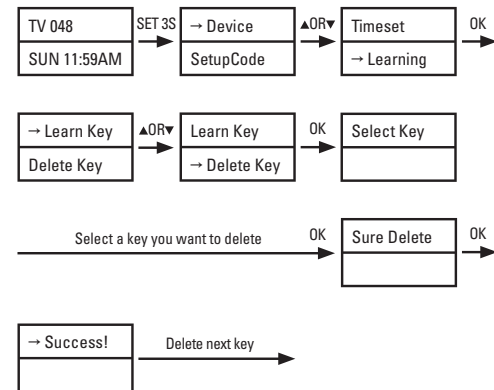 TV 048
SUN 11:59AM
SET 3S
→ Device
SetupCode
▲OR▼
Timeset
→ Learning
OK
→ Learn Key
Delete Key
▲OR▼
Learn Key
→ Delete Key
OK
Select Key
Select a key you want to delete
OK
Sure Delete
OK
→ Success!
Delete next key